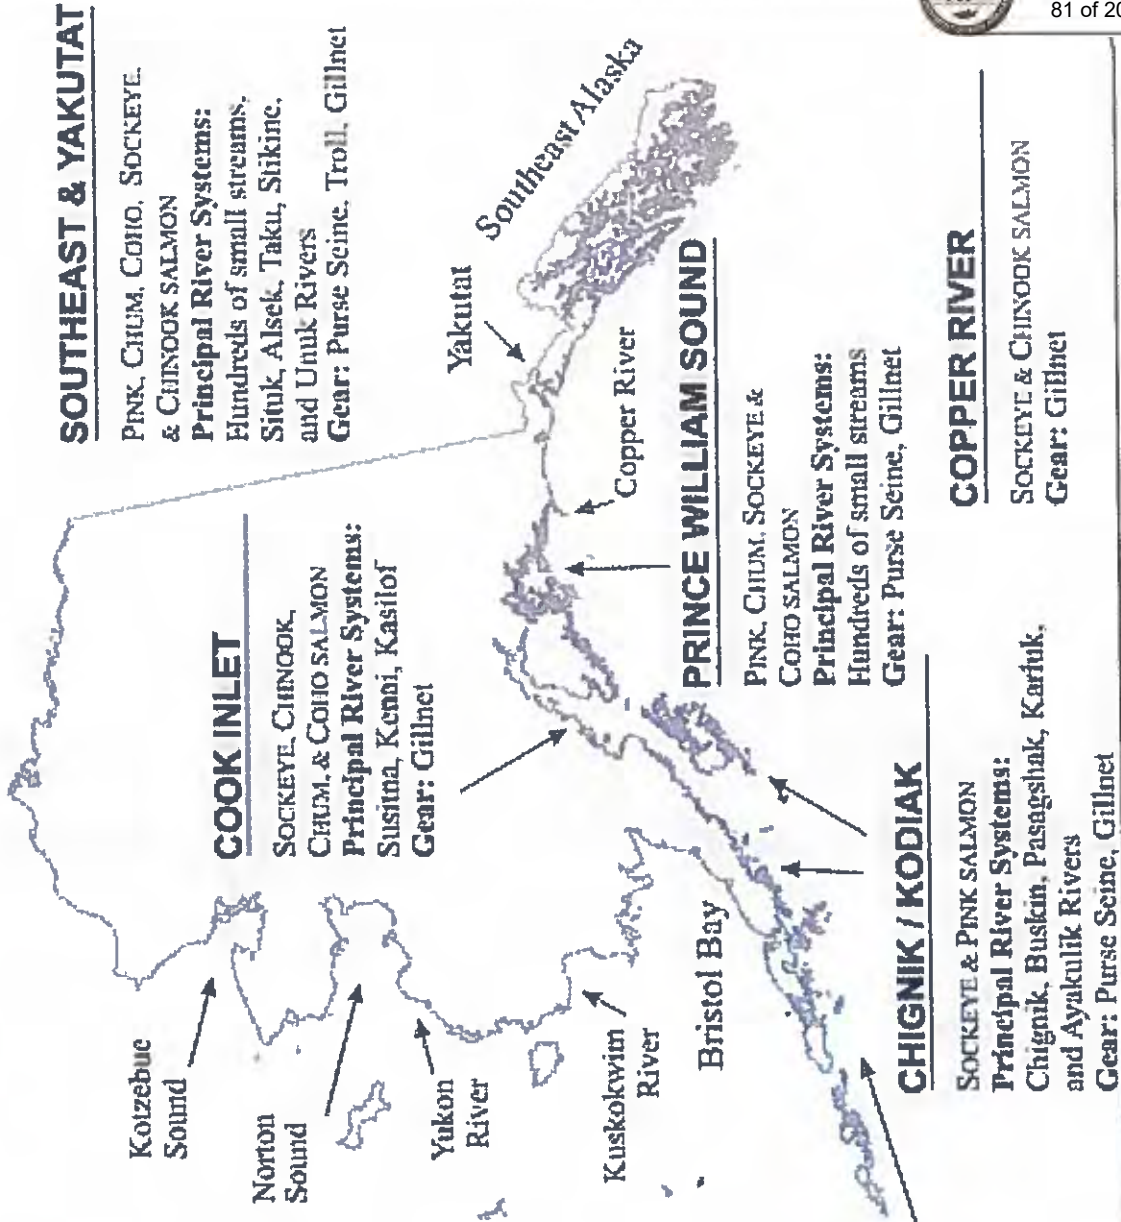 81 of 20
SOUTHEAST & YAKUTAT
PINK, CHUM, COHO, SOCKEYE,
& CHINOOK SALMON
Principal River Systems:
Hundreds of small streams,
Situk, Alsek, Taku, Stikine,
and Unuk Rivers
Gear: Purse Seine, Troll, Gillnet
Southeast Alaska
Yakutat
Copper River
COOK INLET
SOCKEYE, CHINOOK,
CHUM, & COHO SALMON
Principal River Systems:
Susitna, Kenai, Kasilof
Gear: Gillnet
PRINCE WILLIAM SOUND
PINK, CHUM, SOCKEYE &
COHO SALMON
Principal River Systems:
Hundreds of small streams
Gear: Purse Seine, Gillnet
COPPER RIVER
SOCKEYE & CHINOOK SALMON
Gear: Gillnet
Kotzebue
Sound
Norton
Sound
Yukon
River
Kuskokwim
River
Bristol Bay
CHIGNIK / KODIAK
SOCKEYE & PINK SALMON
Principal River Systems:
Chignik, Buskin, Pasagshak, Karluk,
and Ayakulik Rivers
Gear: Purse Seine, Gillnet